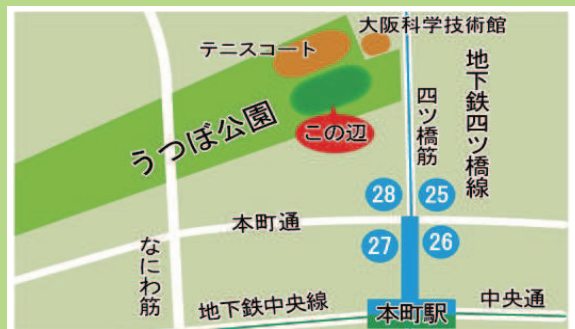 大阪科学技術館
テニスコート
うつぼ公園
この辺
四ツ橋筋
地下鉄四ツ橋線
28
25
本町通
27
26
なにわ筋
地下鉄中央線
本町駅
中央通